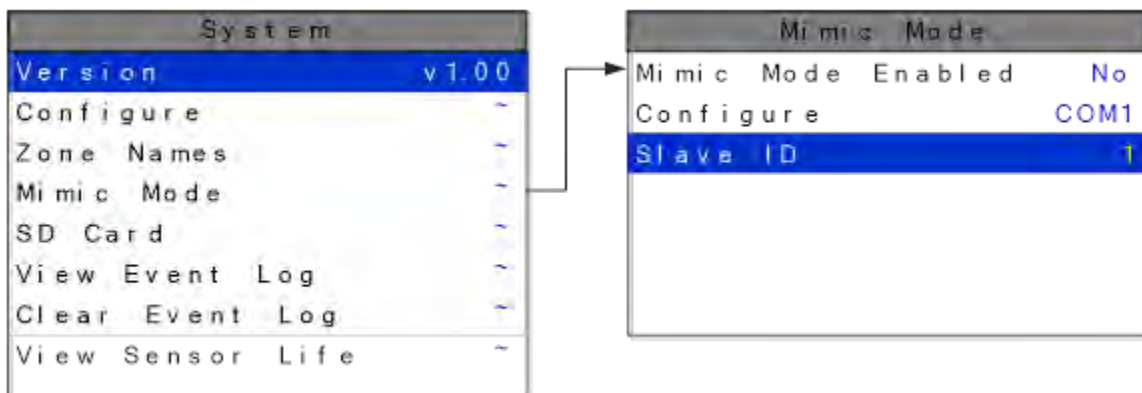 System
Version v1.00
Configure ~
Zone Names ~
Mimic Mode ~
SD Card ~
View Event Log ~
Clear Event Log ~
View Sensor Life ~
Mimic Mode
Mimic Mode Enabled No
Configure COM1
Slave ID 1